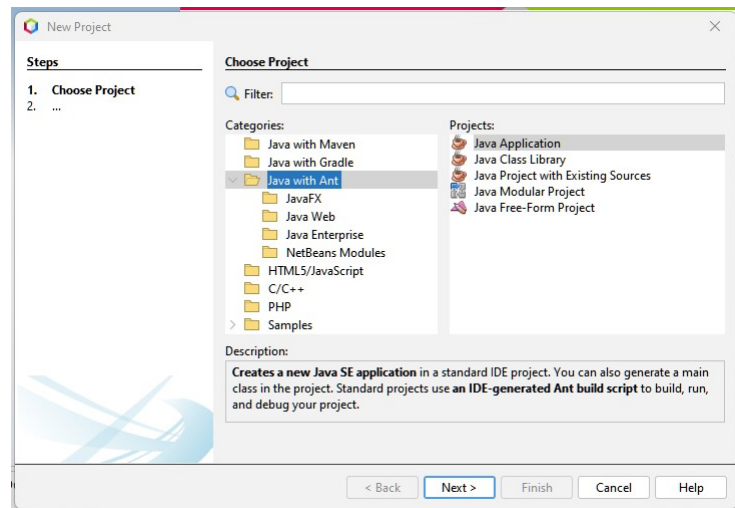 New Project
Steps
1. Choose Project
2. ...
Choose Project
Filter:
Categories:
Java with Maven
Java with Gradle
Java with Ant
JavaFX
Java Web
Java Enterprise
NetBeans Modules
HTML5/JavaScript
C/C++
PHP
Samples
Projects:
Java Application
Java Class Library
Java Project with Existing Sources
Java Modular Project
Java Free-Form Project
Description:
Creates a new Java SE application in a standard IDE project. You can also generate a main
class in the project. Standard projects use an IDE-generated Ant build script to build, run,
and debug your project.
< Back Next > Finish Cancel Help